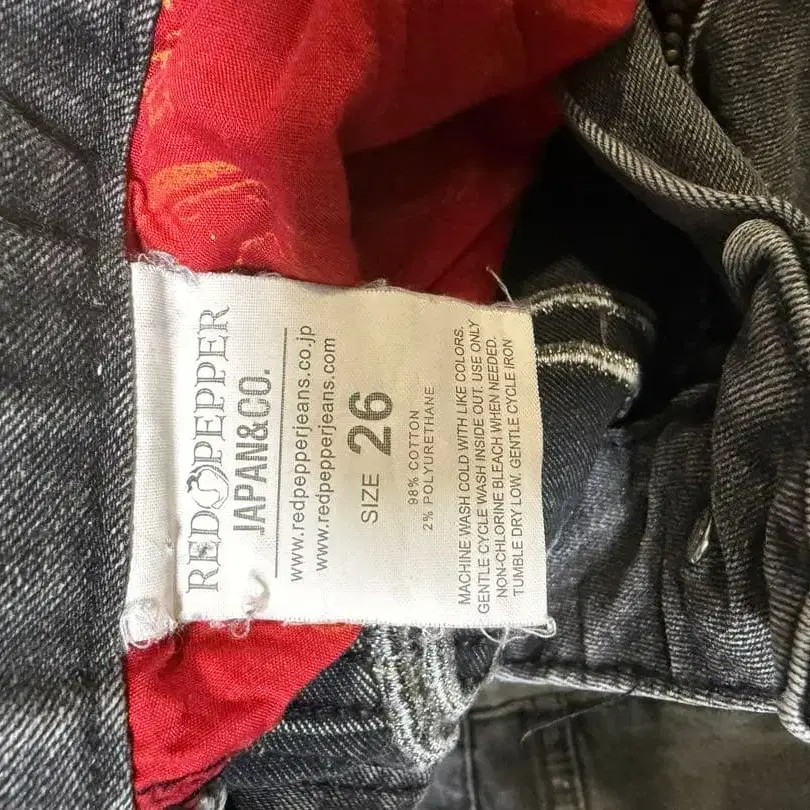 RED PEPPER
JAPAN&CO.
www.redpepperjeans.co.jp
www.redpepperjeans.com
SIZE 26
98% COTTON
2% POLYURETHANE
MACHINE WASH COLD WITH LIKE COLORS.
GENTLE CYCLE WASH INSIDE OUT. USE ONLY
NON-CHLORINE BLEACH WHEN NEEDED.
TUMBLE DRY LOW. GENTLE CYCLE IRON